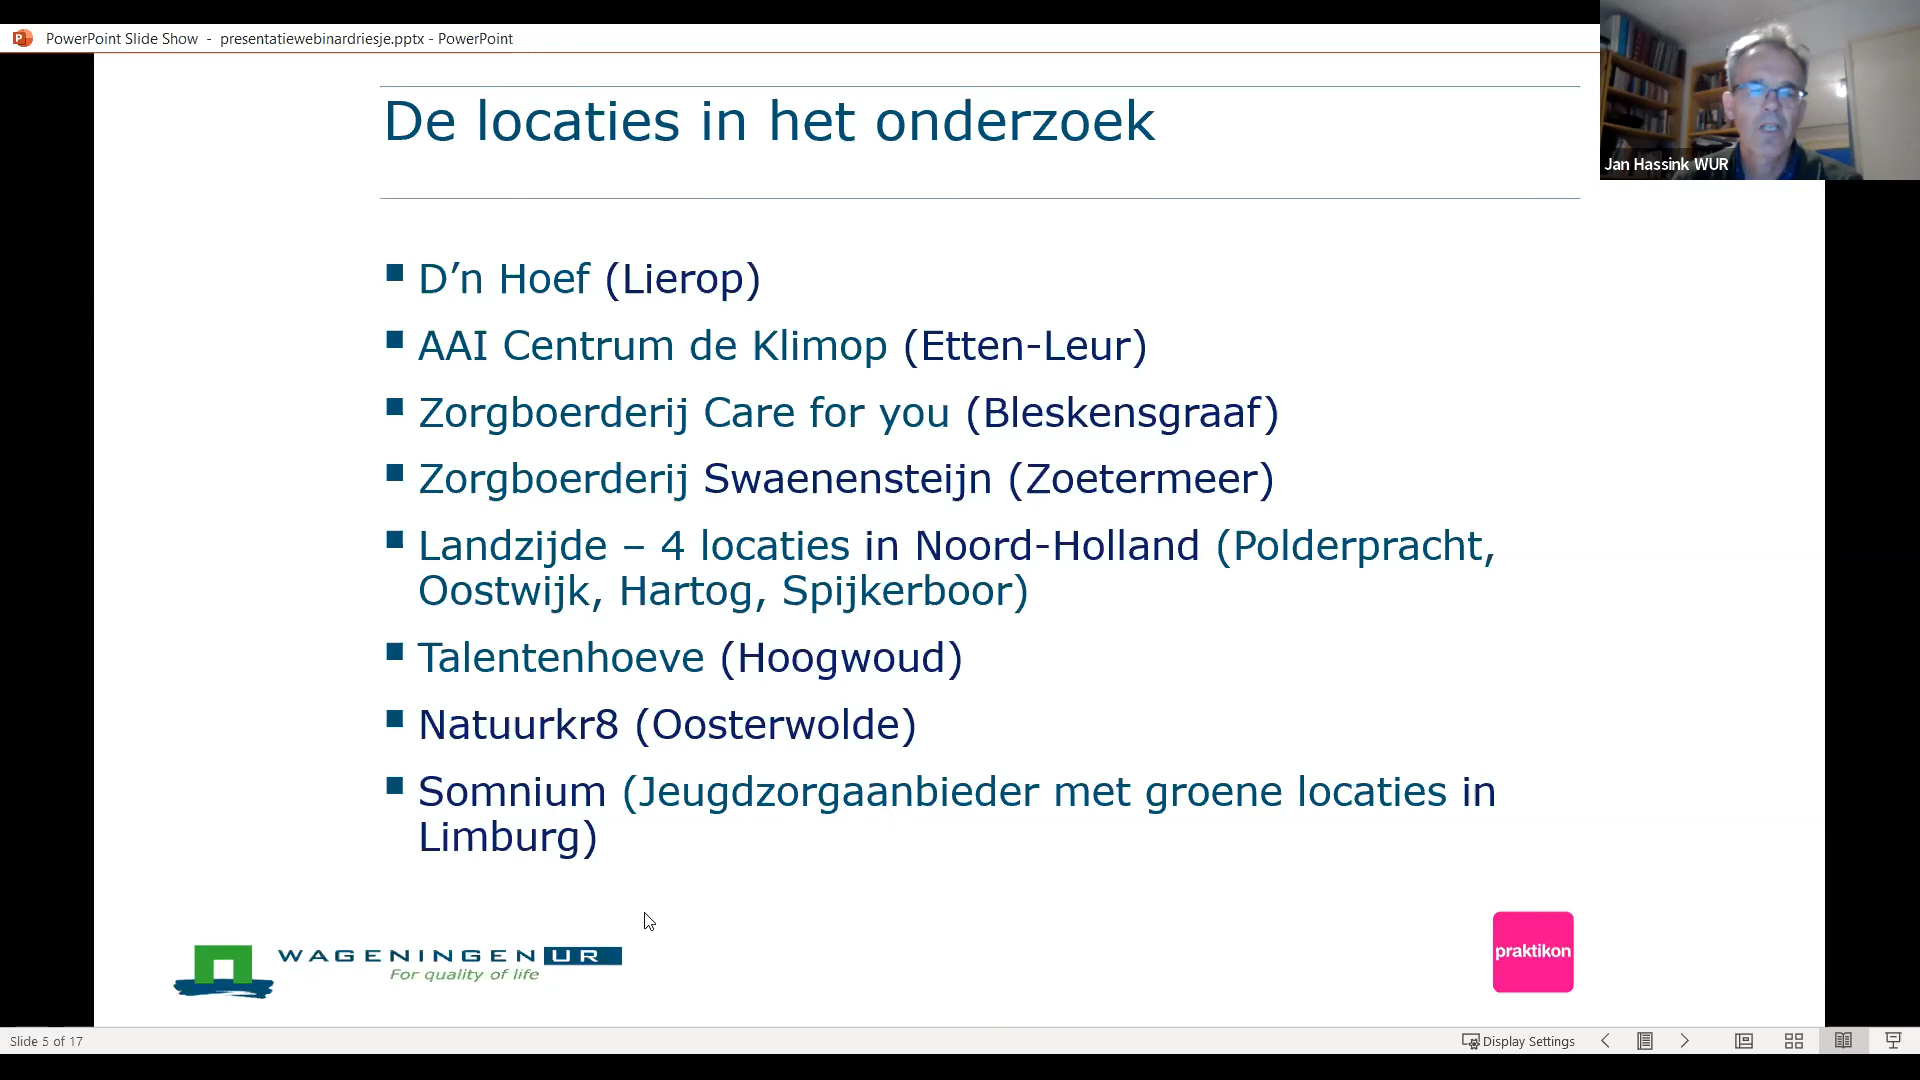 PowerPoint Slide Show - presentatiewebinardriesje.pptx - PowerPoint
Jan Hassink WUR
De locaties in het onderzoek
D’n Hoef (Lierop)
AAI Centrum de Klimop (Etten-Leur)
Zorgboerderij Care for you (Bleskensgraaf)
Zorgboerderij Swaenensteijn (Zoetermeer)
Landzijde – 4 locaties in Noord-Holland (Polderpracht,
Oostwijk, Hartog, Spijkerboor)
Talentenhoeve (Hoogwoud)
Natuurkr8 (Oosterwolde)
Somnium (Jeugdzorgaanbieder met groene locaties in
Limburg)
WAGENINGEN UR
For quality of life
praktikon
Slide 5 of 17
Display Settings